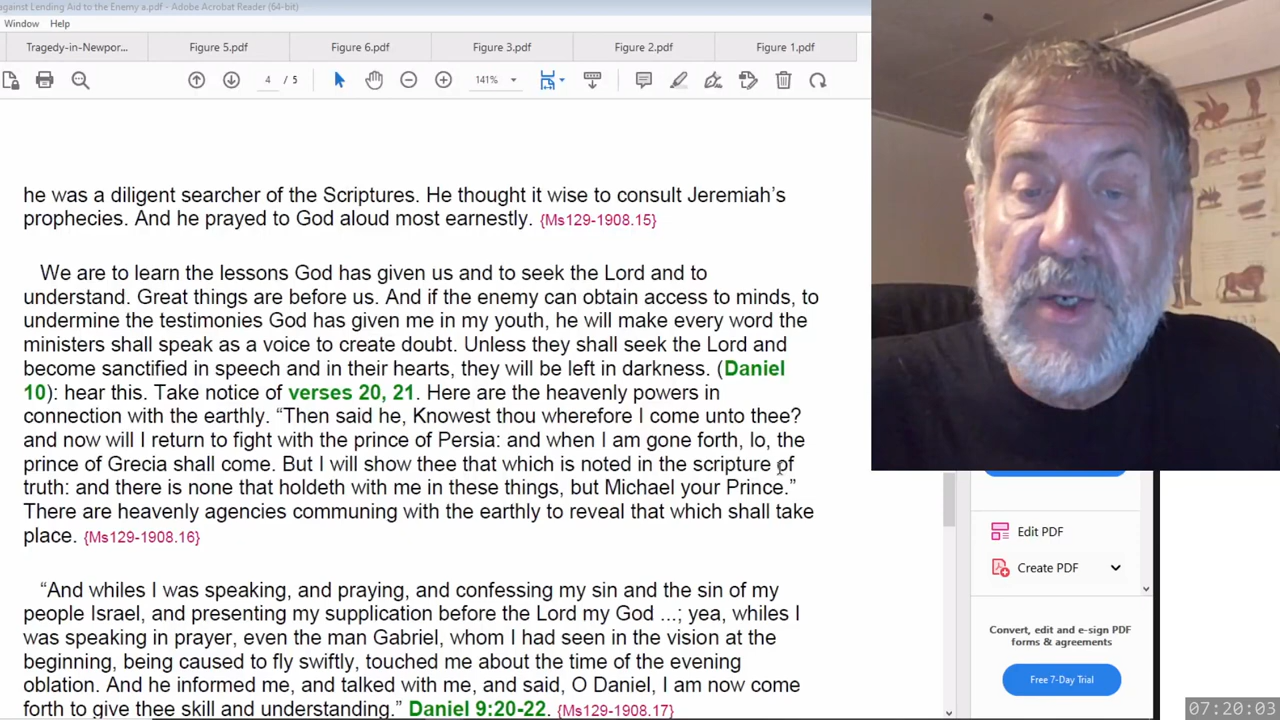 against Lending Aid to the Enemy a.pdf - Adobe Acrobat Reader (64-bit)
Window Help
Tragedy-in-Newpor... Figure 5.pdf Figure 6.pdf Figure 3.pdf Figure 2.pdf Figure 1.pdf
4 / 5 141%
he was a diligent searcher of the Scriptures. He thought it wise to consult Jeremiah’s
prophecies. And he prayed to God aloud most earnestly. {Ms129-1908.15}
We are to learn the lessons God has given us and to seek the Lord and to
understand. Great things are before us. And if the enemy can obtain access to minds, to
undermine the testimonies God has given me in my youth, he will make every word the
ministers shall speak as a voice to create doubt. Unless they shall seek the Lord and
become sanctified in speech and in their hearts, they will be left in darkness. (Daniel
10): hear this. Take notice of verses 20, 21. Here are the heavenly powers in
connection with the earthly. “Then said he, Knowest thou wherefore I come unto thee?
and now will I return to fight with the prince of Persia: and when I am gone forth, lo, the
prince of Grecia shall come. But I will show thee that which is noted in the scripture of
truth: and there is none that holdeth with me in these things, but Michael your Prince.”
There are heavenly agencies communing with the earthly to reveal that which shall take
place. {Ms129-1908.16}
“And whiles I was speaking, and praying, and confessing my sin and the sin of my
people Israel, and presenting my supplication before the Lord my God ...; yea, whiles I
was speaking in prayer, even the man Gabriel, whom I had seen in the vision at the
beginning, being caused to fly swiftly, touched me about the time of the evening
oblation. And he informed me, and talked with me, and said, O Daniel, I am now come
forth to give thee skill and understanding.” Daniel 9:20-22. {Ms129-1908.17}
Edit PDF
Create PDF
Convert, edit and e-sign PDF
forms & agreements
Free 7-Day Trial
07:20:03